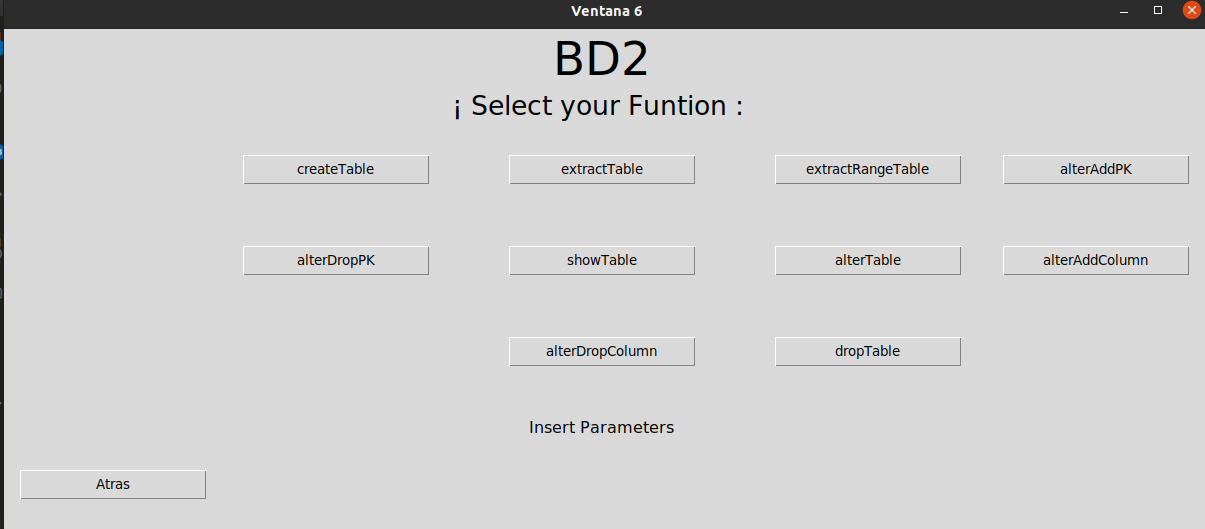 Ventana 6
BD2
¡ Select your Funtion :
createTable extractTable extractRangeTable alterAddPK
alterDropPK showTable alterTable alterAddColumn
alterDropColumn dropTable
Insert Parameters
Atras